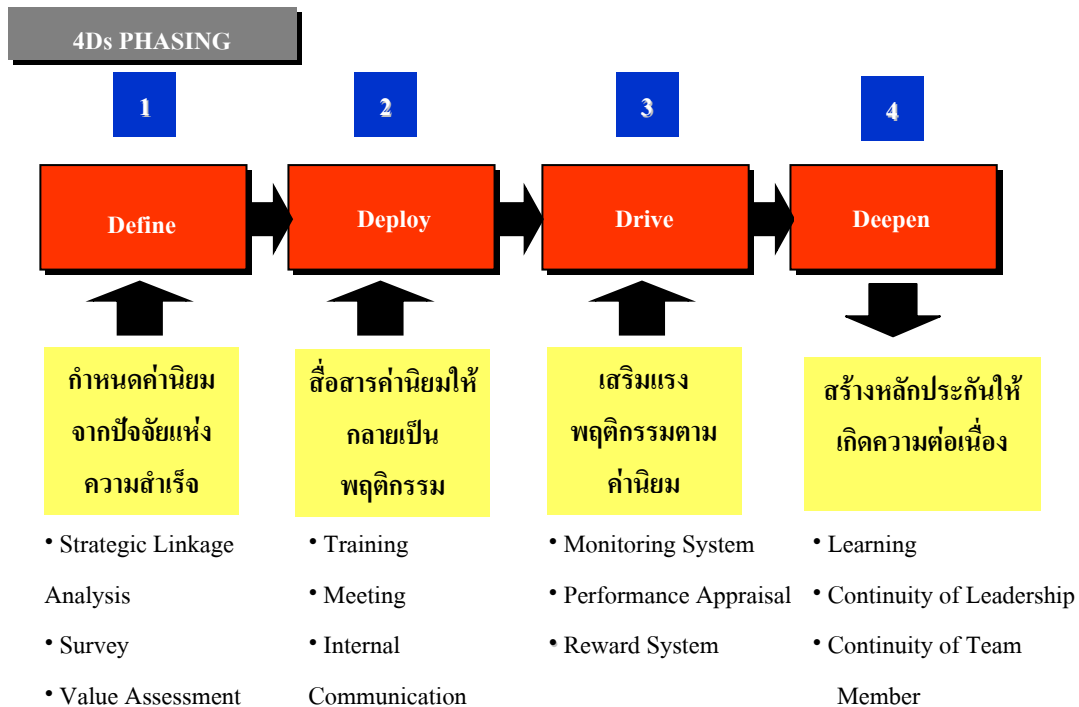 4Ds PHASING
1
2
3
4
Define
Deploy
Drive
Deepen
กำหนดค่านิยม
จากปัจจัยแห่ง
ความสำเร็จ
สื่อสารค่านิยมให้
กลายเป็น
พฤติกรรม
เสริมแรง
พฤติกรรมตาม
ค่านิยม
สร้างหลักประกันให้
เกิดความต่อเนื่อง
• Strategic Linkage
Analysis
• Survey
• Value Assessment
• Training
• Meeting
• Internal
Communication
• Monitoring System
• Performance Appraisal
• Reward System
• Learning
• Continuity of Leadership
• Continuity of Team
Member